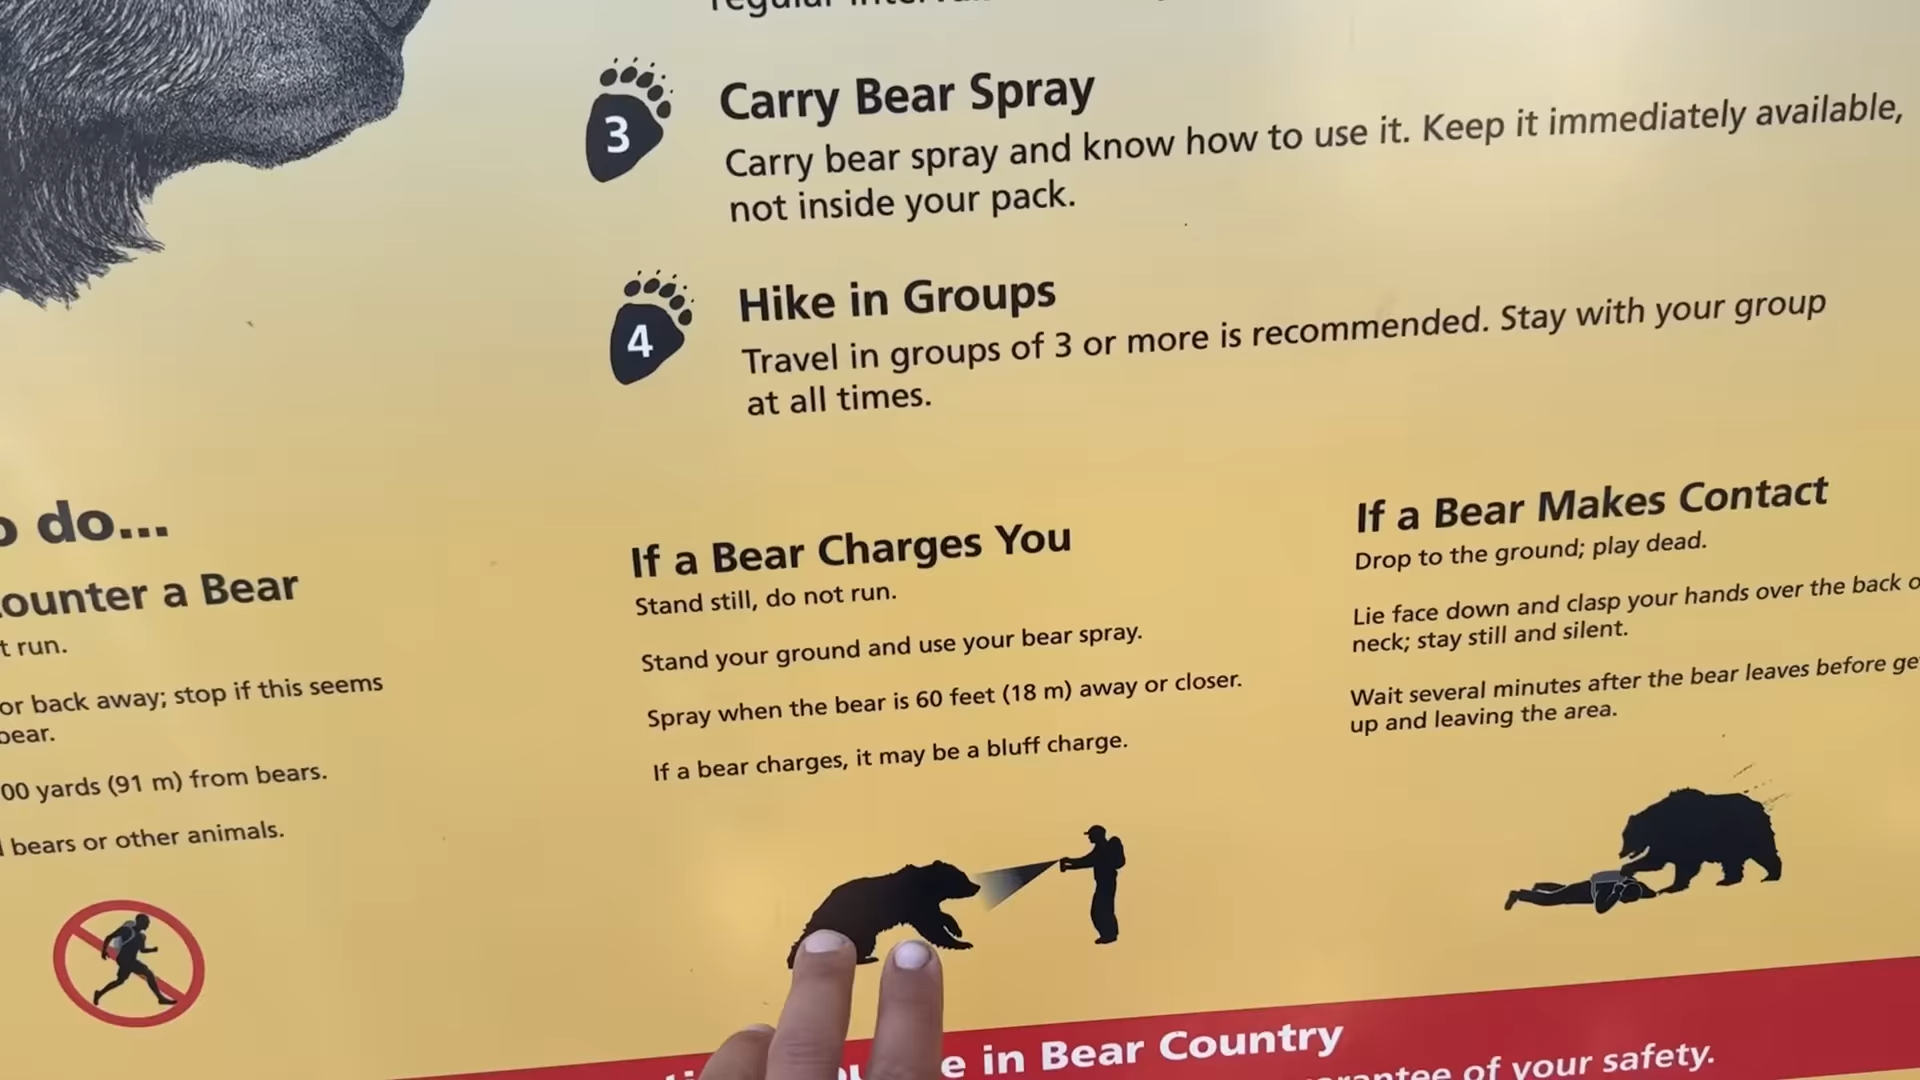 regular
3
Carry Bear Spray
Carry bear spray and know how to use it. Keep it immediately available,
not inside your pack.
4
Hike in Groups
Travel in groups of 3 or more is recommended. Stay with your group
at all times.
do...
ounter a Bear
t run.
or back away; stop if this seems
bear.
00 yards (91 m) from bears.
bears or other animals.
If a Bear Charges You
Stand still, do not run.
Stand your ground and use your bear spray.
Spray when the bear is 60 feet (18 m) away or closer.
If a bear charges, it may be a bluff charge.
If a Bear Makes Contact
Drop to the ground; play dead.
Lie face down and clasp your hands over the back o
neck; stay still and silent.
Wait several minutes after the bear leaves before ge
up and leaving the area.
e in Bear Country
rantee of your safety.